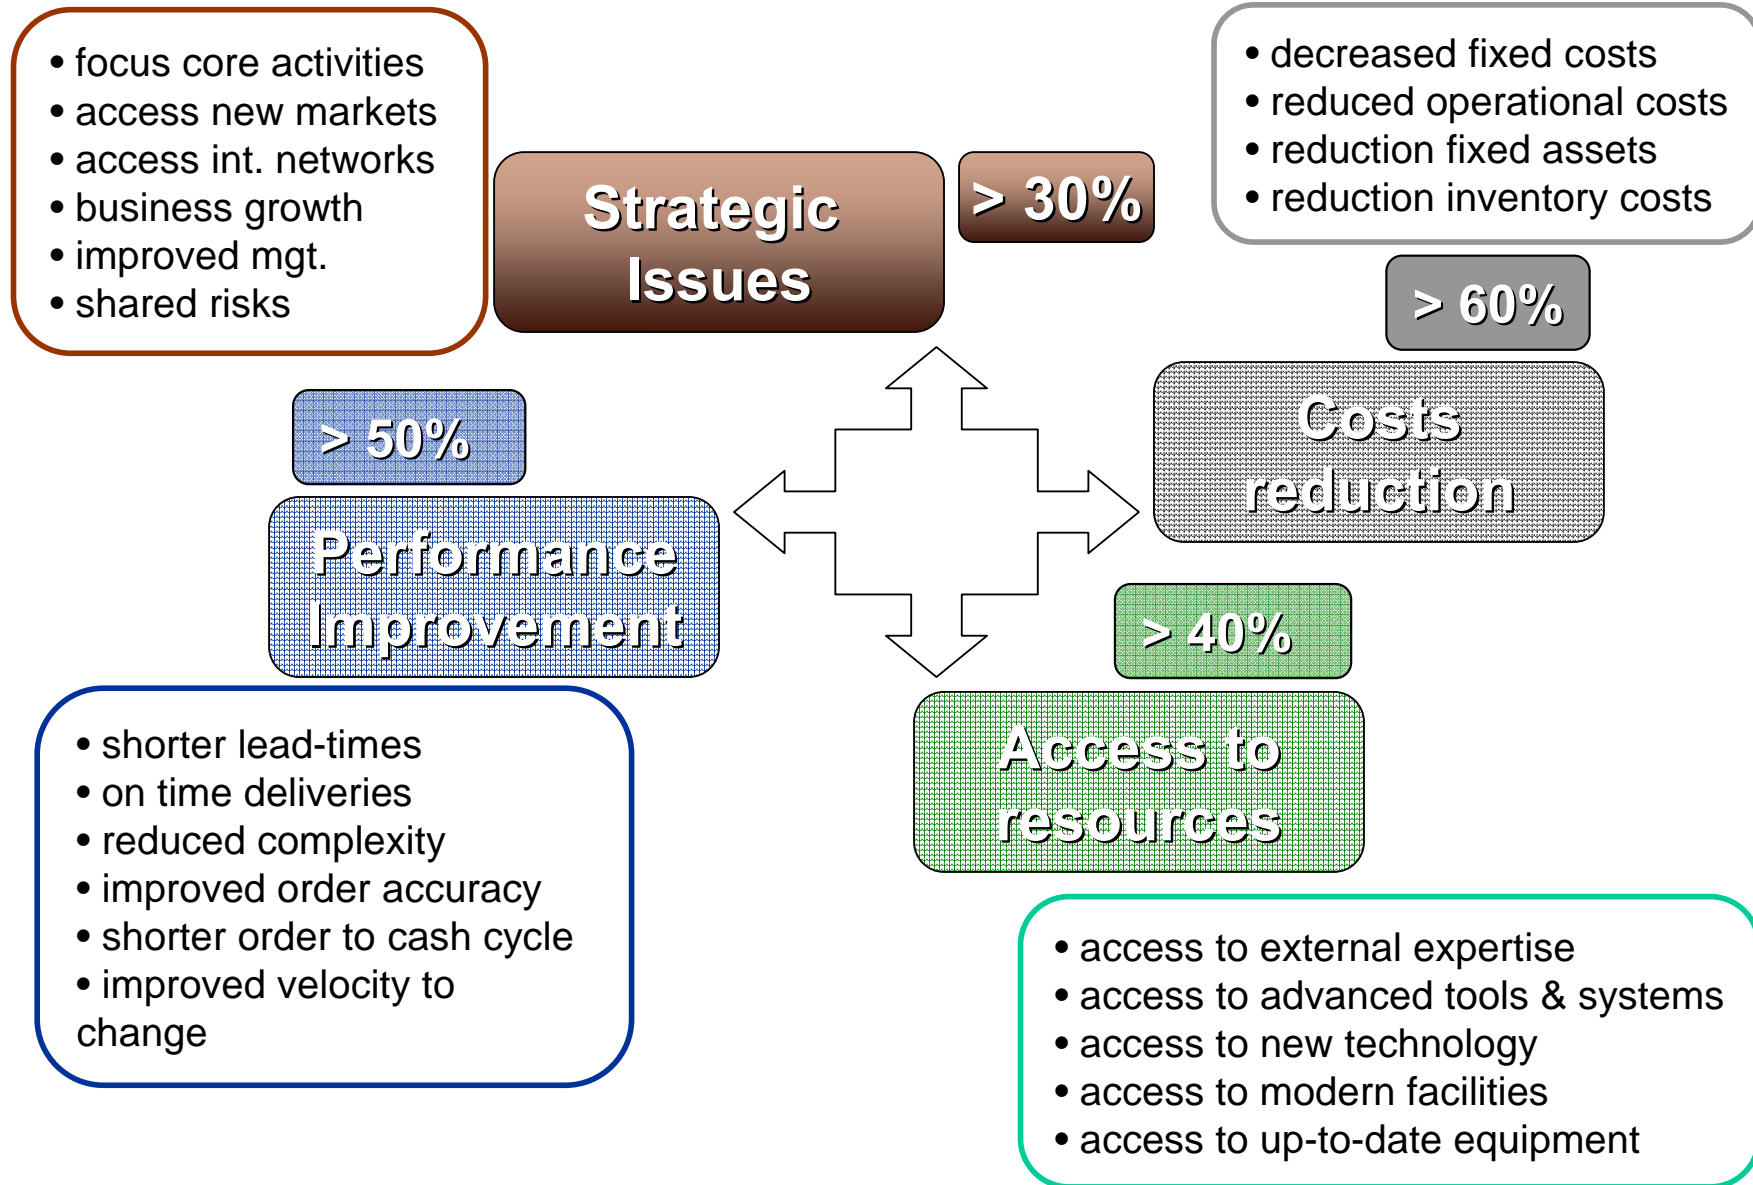 • focus core activities
• access new markets
• access int. networks
• business growth
• improved mgt.
• shared risks
Strategic
Issues
> 30%
• decreased fixed costs
• reduced operational costs
• reduction fixed assets
• reduction inventory costs
> 60%
Costs
reduction
> 50%
Performance
Improvement
• shorter lead-times
• on time deliveries
• reduced complexity
• improved order accuracy
• shorter order to cash cycle
• improved velocity to
change
> 40%
Access to
resources
• access to external expertise
• access to advanced tools & systems
• access to new technology
• access to modern facilities
• access to up-to-date equipment